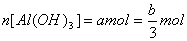 n[Al(OH)₃] = amol = b/3 mol